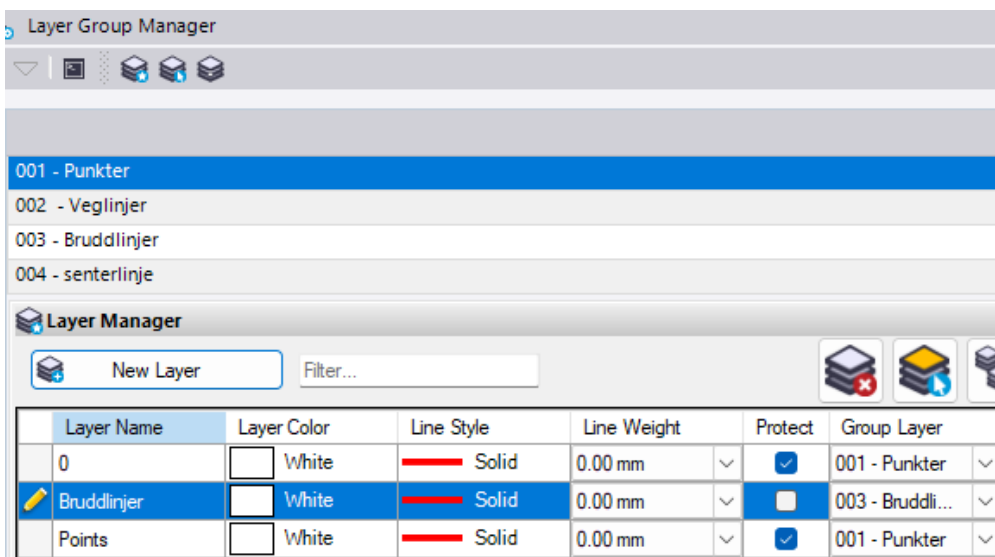 Layer Group Manager
001 - Punkter
002 - Veglinjer
003 - Bruddlinjer
004 - senterlinje
Layer Manager
New Layer Filter...
Layer Name Layer Color Line Style Line Weight Protect Group Layer
0 White Solid 0.00 mm 001 - Punkter
Bruddlinjer White Solid 0.00 mm 003 - Bruddli...
Points White Solid 0.00 mm 001 - Punkter